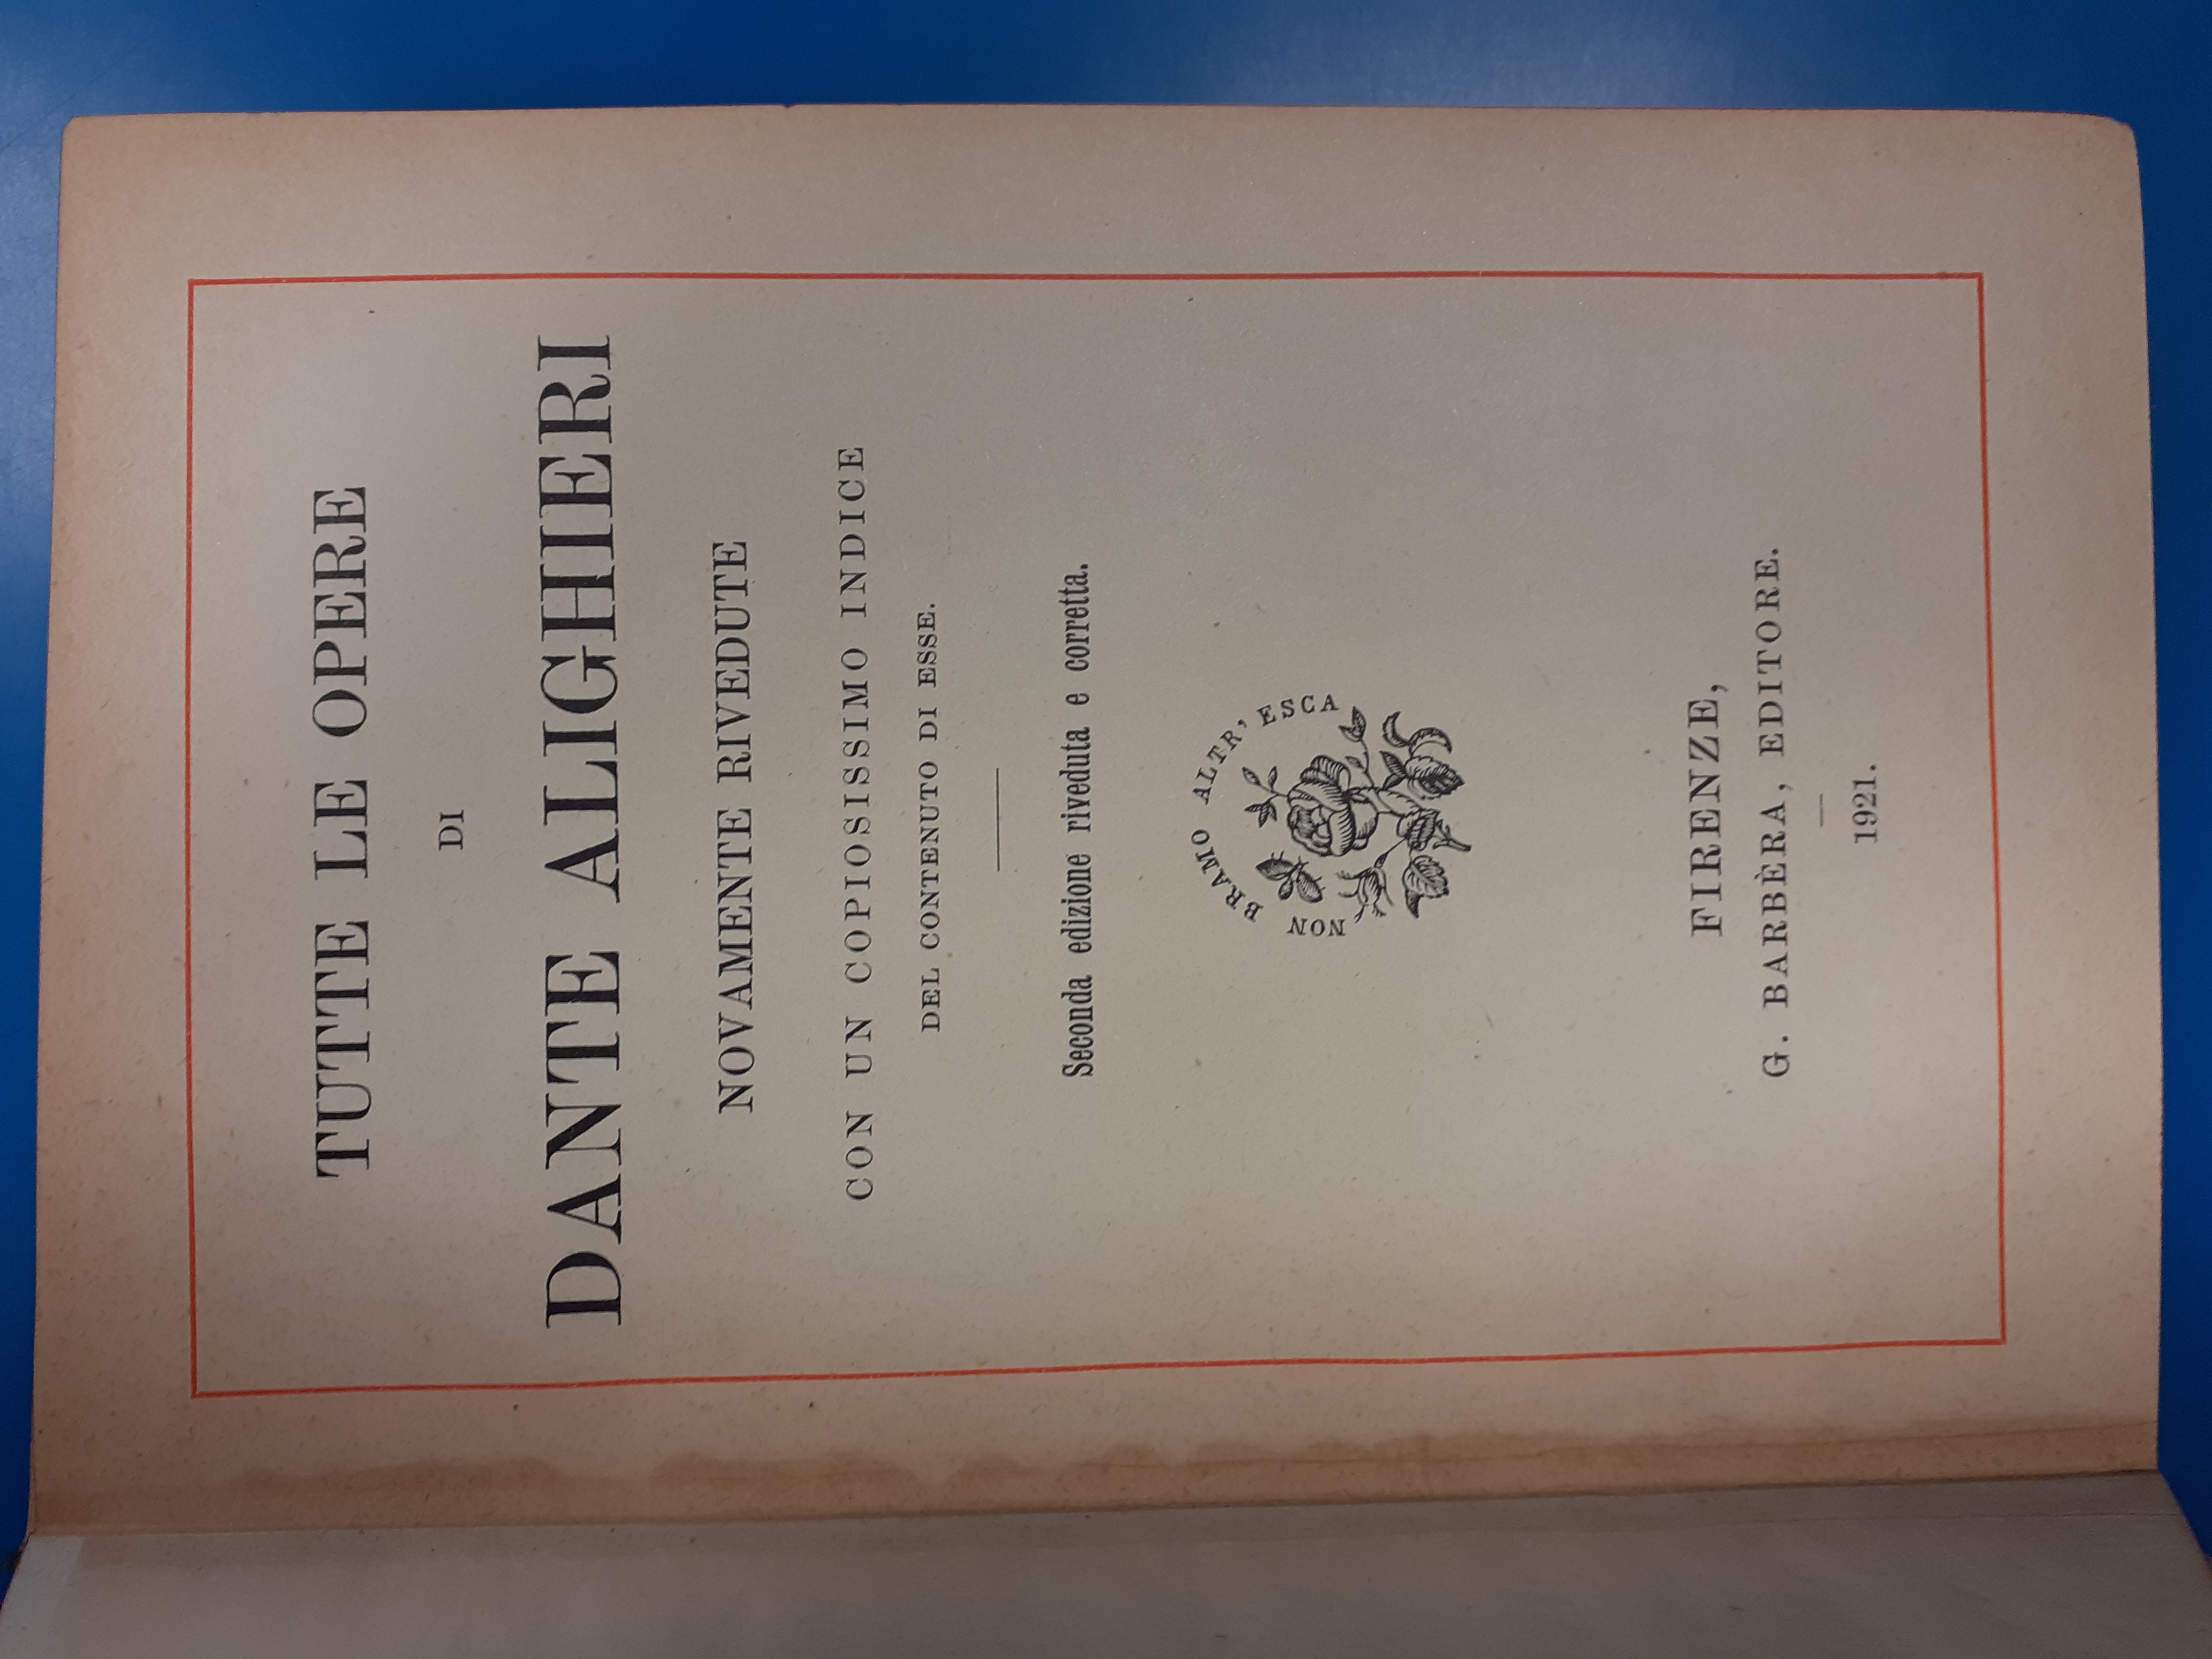 TUTTE LE OPERE
DI
DANTE ALIGHIERI
NOVAMENTE RIVEDUTE
CON UN COPIOSISSIMO INDICE
DEL CONTENUTO DI ESSE.
Seconda edizione riveduta e corretta.
NON BRAMO ALTR' ESCA
FIRENZE,
G. BARBÈRA, EDITORE.
1921.